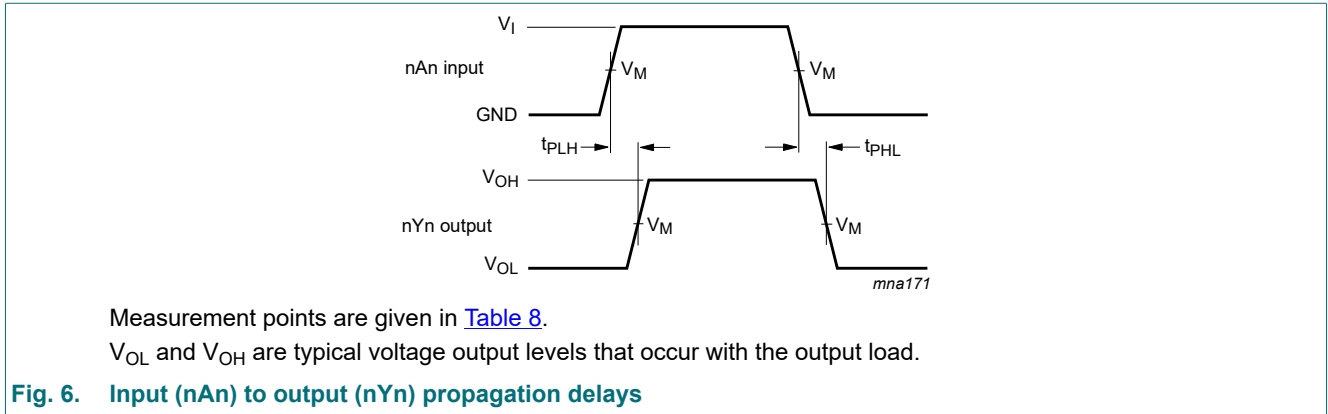 VI
nAn input
VM
VM
GND
tPLH
tPHL
VOH
nYn output
VM
VM
VOL
mna171
Measurement points are given in Table 8.
VOL and VOH are typical voltage output levels that occur with the output load.
Fig. 6. Input (nAn) to output (nYn) propagation delays